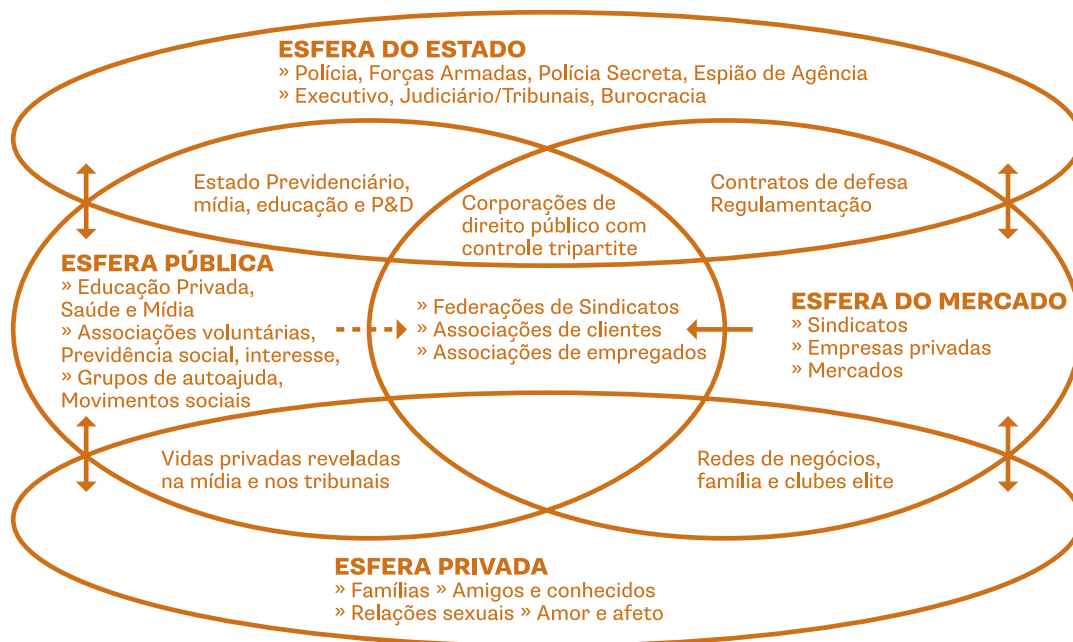 ESFERA DO ESTADO
» Polícia, Forças Armadas, Polícia Secreta, Espião de Agência
» Executivo, Judiciário/Tribunais, Burocracia
Estado Previdenciário,
mídia, educação e P&D
Corporações de
direito público com
controle tripartite
Contratos de defesa
Regulamentação
ESFERA PÚBLICA
» Educação Privada,
Saúde e Mídia
» Associações voluntárias,
Previdência social, interesse,
» Grupos de autoajuda,
Movimentos sociais
» Federações de Sindicatos
» Associações de clientes
» Associações de empregados
ESFERA DO MERCADO
» Sindicatos
» Empresas privadas
» Mercados
Vidas privadas reveladas
na mídia e nos tribunais
Redes de negócios,
família e clubes elite
ESFERA PRIVADA
» Famílias » Amigos e conhecidos
» Relações sexuais » Amor e afeto